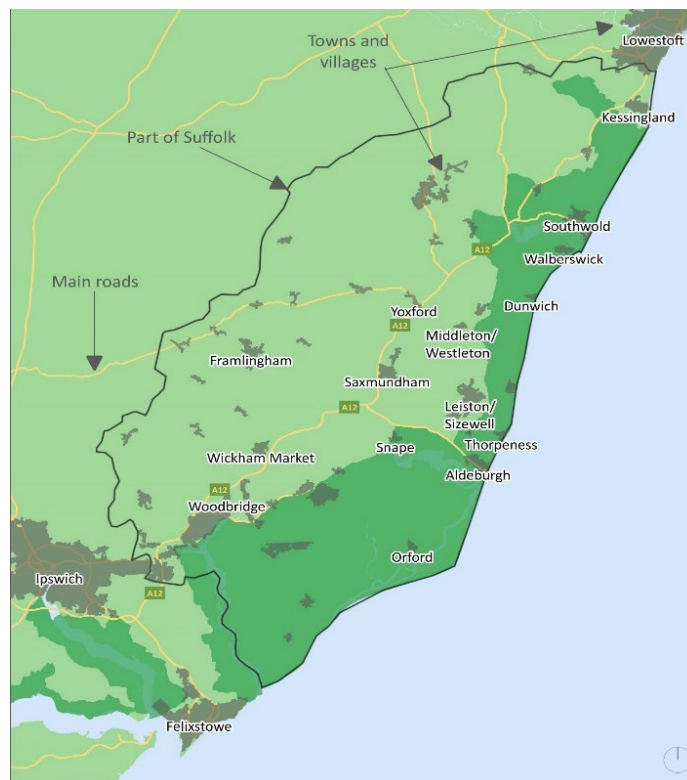 Lowestoft
Towns and
villages
Kessingland
Part of Suffolk
Southwold
A12
Walberswick
Main roads
Dunwich
Yoxford
A12
Middleton/
Westleton
Framlingham
Saxmundham
A12
Leiston/
Sizewell
Thorpeness
Snape
Wickham Market
Aldeburgh
A12
Woodbridge
Orford
Ipswich
A12
Felixstowe